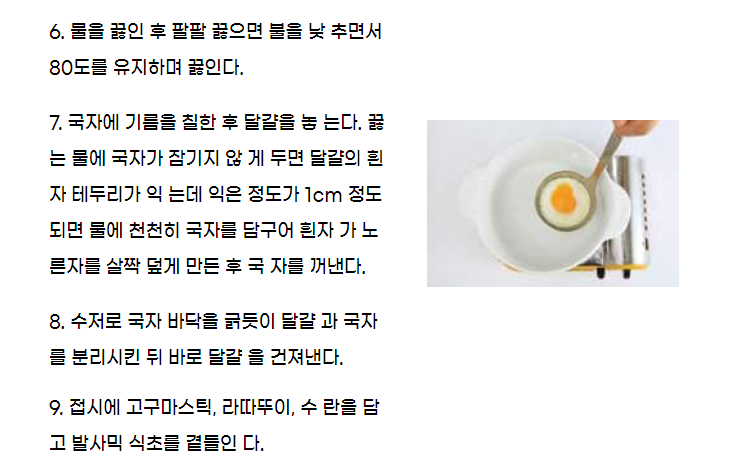 6. 물을 끓인 후 팔팔 끓으면 불을 낮 추면서
80도를 유지하며 끓인다.
7. 국자에 기름을 칠한 후 달걀을 놓 는다. 끓
는 물에 국자가 잠기지 않 게 두면 달걀의 흰
자 테두리가 익 는데 익은 정도가 1cm 정도
되면 물에 천천히 국자를 담구어 흰자 가 노
른자를 살짝 덮게 만든 후 국 자를 꺼낸다.
8. 수저로 국자 바닥을 긁듯이 달걀 과 국자
를 분리시킨 뒤 바로 달걀 을 건져낸다.
9. 접시에 고구마스틱, 라따뚜이, 수 란을 담
고 발사믹 식초를 곁들인 다.